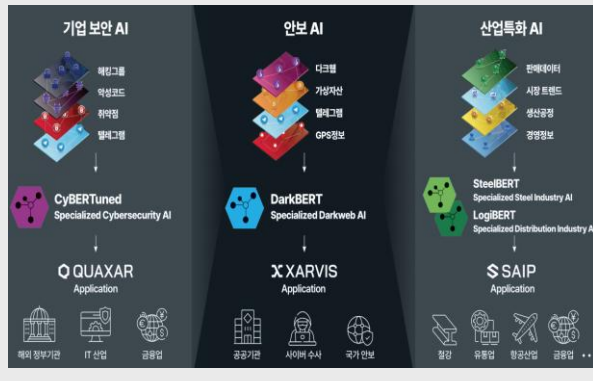 기업 보안 AI
해킹그룹
악성코드
취약점
텔레그램
CyBERTuned
Specialized Cybersecurity AI
QUAXAR
Application
해외 정부기관
IT 산업
금융업
안보 AI
다크웹
가상자산
텔레그램
GPS정보
DarkBERT
Specialized Darkweb AI
XARVIS
Application
공공기관
사이버 수사
국가 안보
산업특화 AI
판매데이터
시장 트렌드
생산공정
경영정보
SteelBERT
Specialized Steel Industry AI
LogiBERT
Specialized Distribution Industry A
SAIP
Application
철강
유통업
항공산업
금융업